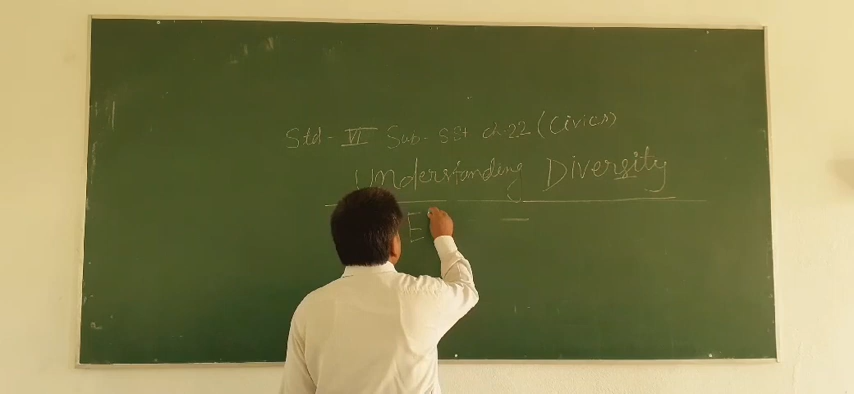 Std - VI Sub - SST Ch-22 (Civics)
Understanding Diversity
E